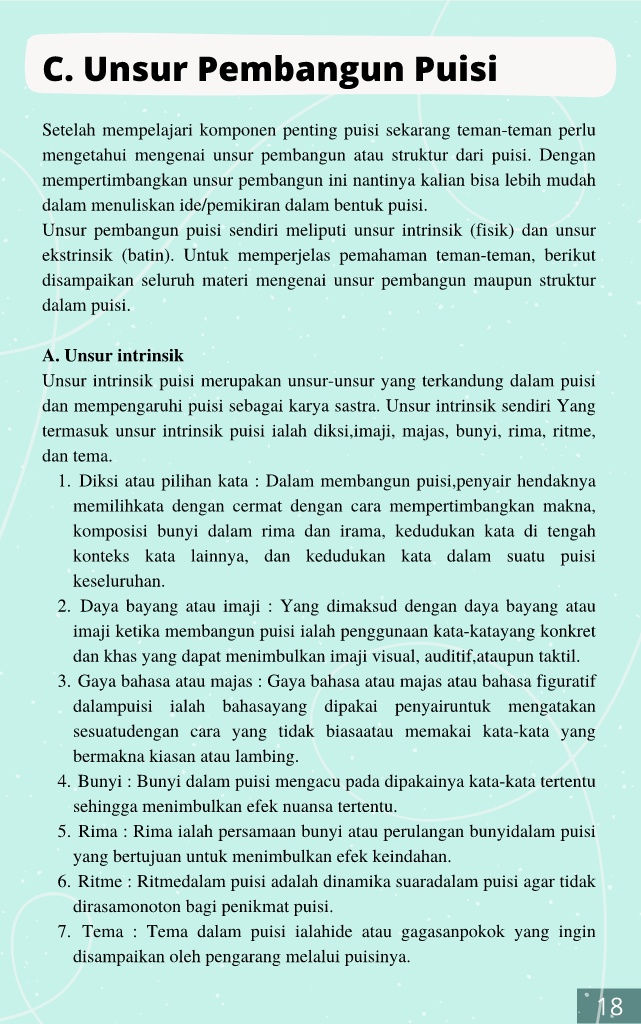 C. Unsur Pembangun Puisi
Setelah mempelajari komponen penting puisi sekarang teman-teman perlu
mengetahui mengenai unsur pembangun atau struktur dari puisi. Dengan
mempertimbangkan unsur pembangun ini nantinya kalian bisa lebih mudah
dalam menuliskan ide/pemikiran dalam bentuk puisi.
Unsur pembangun puisi sendiri meliputi unsur intrinsik (fisik) dan unsur
ekstrinsik (batin). Untuk memperjelas pemahaman teman-teman, berikut
disampaikan seluruh materi mengenai unsur pembangun maupun struktur
dalam puisi.
A. Unsur intrinsik
Unsur intrinsik puisi merupakan unsur-unsur yang terkandung dalam puisi
dan mempengaruhi puisi sebagai karya sastra. Unsur intrinsik sendiri Yang
termasuk unsur intrinsik puisi ialah diksi,imaji, majas, bunyi, rima, ritme,
dan tema.
1. Diksi atau pilihan kata : Dalam membangun puisi,penyair hendaknya
memilihkata dengan cermat dengan cara mempertimbangkan makna,
komposisi bunyi dalam rima dan irama, kedudukan kata di tengah
konteks kata lainnya, dan kedudukan kata dalam suatu puisi
keseluruhan.
2. Daya bayang atau imaji : Yang dimaksud dengan daya bayang atau
imaji ketika membangun puisi ialah penggunaan kata-katayang konkret
dan khas yang dapat menimbulkan imaji visual, auditif,ataupun taktil.
3. Gaya bahasa atau majas : Gaya bahasa atau majas atau bahasa figuratif
dalampuisi ialah bahasayang dipakai penyairuntuk mengatakan
sesuatudengan cara yang tidak biasaatau memakai kata-kata yang
bermakna kiasan atau lambing.
4. Bunyi : Bunyi dalam puisi mengacu pada dipakainya kata-kata tertentu
sehingga menimbulkan efek nuansa tertentu.
5. Rima : Rima ialah persamaan bunyi atau perulangan bunyidalam puisi
yang bertujuan untuk menimbulkan efek keindahan.
6. Ritme : Ritmedalam puisi adalah dinamika suaradalam puisi agar tidak
dirasamonoton bagi penikmat puisi.
7. Tema : Tema dalam puisi ialahide atau gagasanpokok yang ingin
disampaikan oleh pengarang melalui puisinya.
18